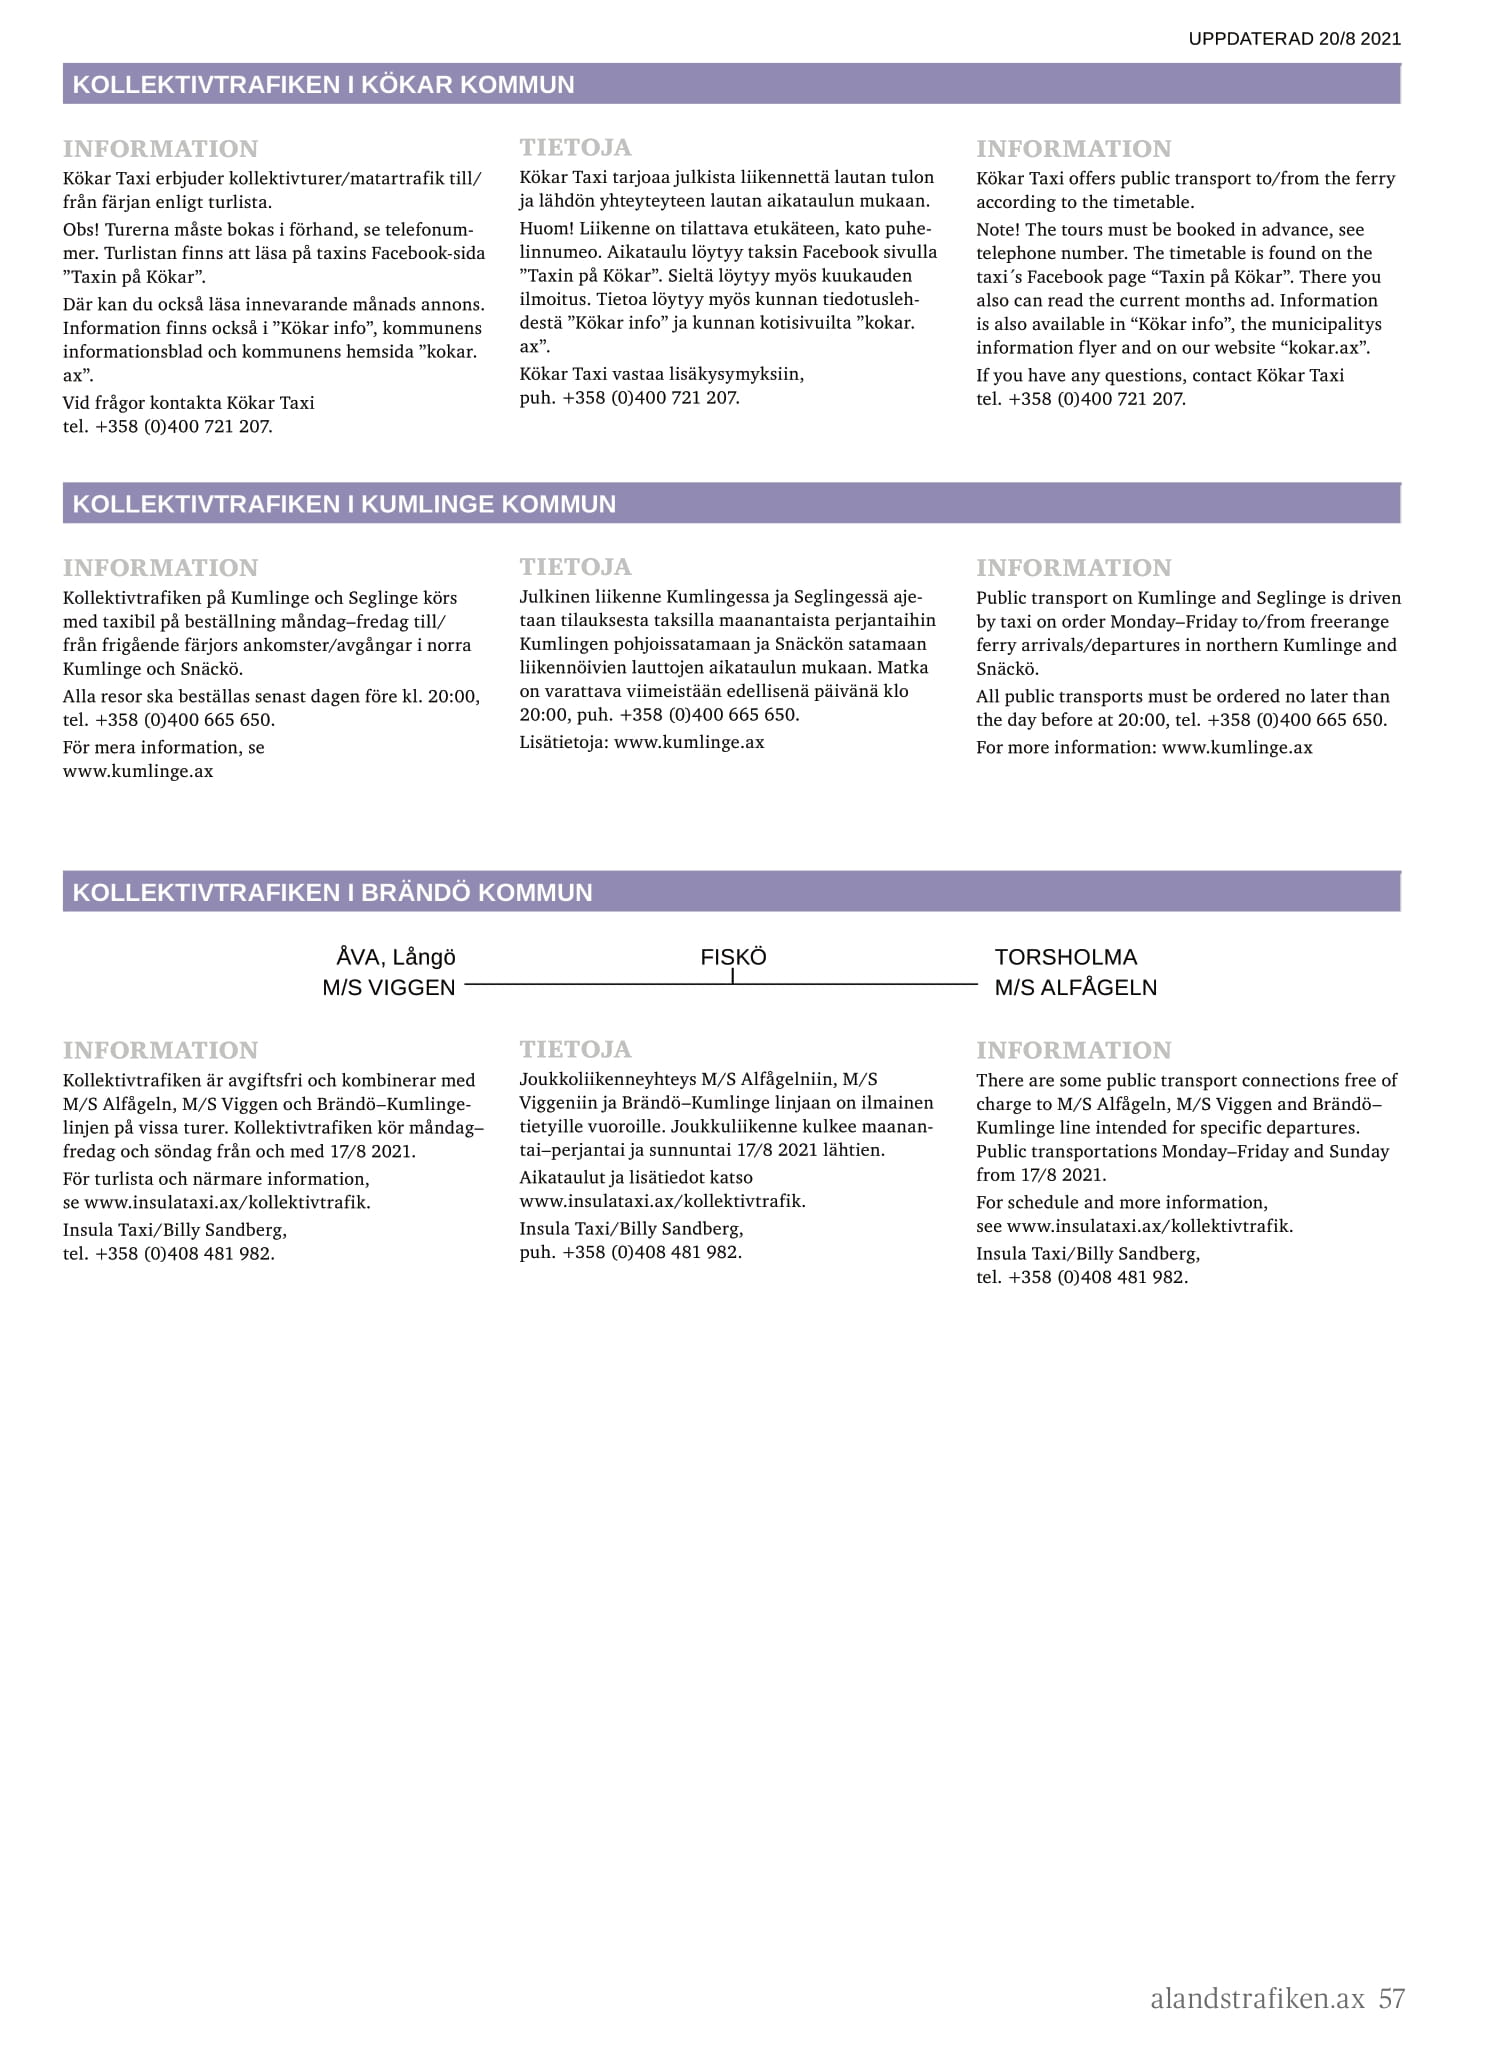 UPPDATERAD 20/8 2021
KOLLEKTIVTRAFIKEN I KÖKAR KOMMUN
INFORMATION
Kökar Taxi erbjuder kollektivturer/matartrafik till/
från färjan enligt turlista.
Obs! Turerna måste bokas i förhand, se telefonum-
mer. Turlistan finns att läsa på taxins Facebook-sida
”Taxin på Kökar”.
Där kan du också läsa innevarande månads annons.
Information finns också i ”Kökar info”, kommunens
informationsblad och kommunens hemsida ”kokar.
ax”.
Vid frågor kontakta Kökar Taxi
tel. +358 (0)400 721 207.
TIETOJA
Kökar Taxi tarjoaa julkista liikennettä lautan tulon
ja lähdön yhteyteyteen lautan aikataulun mukaan.
Huom! Liikenne on tilattava etukäteen, kato puhe-
linnumeo. Aikataulu löytyy taksin Facebook sivulla
”Taxin på Kökar”. Sieltä löytyy myös kuukauden
ilmoitus. Tietoa löytyy myös kunnan tiedotusleh-
destä ”Kökar info” ja kunnan kotisivuilta ”kokar.
ax”.
Kökar Taxi vastaa lisäkysymyksiin,
puh. +358 (0)400 721 207.
INFORMATION
Kökar Taxi offers public transport to/from the ferry
according to the timetable.
Note! The tours must be booked in advance, see
telephone number. The timetable is found on the
taxi´s Facebook page “Taxin på Kökar”. There you
also can read the current months ad. Information
is also available in “Kökar info”, the municipalitys
information flyer and on our website “kokar.ax”.
If you have any questions, contact Kökar Taxi
tel. +358 (0)400 721 207.
KOLLEKTIVTRAFIKEN I KUMLINGE KOMMUN
INFORMATION
Kollektivtrafiken på Kumlinge och Seglinge körs
med taxibil på beställning måndag–fredag till/
från frigående färjors ankomster/avgångar i norra
Kumlinge och Snäckö.
Alla resor ska beställas senast dagen före kl. 20:00,
tel. +358 (0)400 665 650.
För mera information, se
www.kumlinge.ax
TIETOJA
Julkinen liikenne Kumlingessa ja Seglingessä aje-
taan tilauksesta taksilla maanantaista perjantaihin
Kumlingen pohjoissatamaan ja Snäckön satamaan
liikennöivien lauttojen aikataulun mukaan. Matka
on varattava viimeistään edellisenä päivänä klo
20:00, puh. +358 (0)400 665 650.
Lisätietoja: www.kumlinge.ax
INFORMATION
Public transport on Kumlinge and Seglinge is driven
by taxi on order Monday–Friday to/from freerange
ferry arrivals/departures in northern Kumlinge and
Snäckö.
All public transports must be ordered no later than
the day before at 20:00, tel. +358 (0)400 665 650.
For more information: www.kumlinge.ax
KOLLEKTIVTRAFIKEN I BRÄNDÖ KOMMUN
ÅVA, Långö FISKÖ TORSHOLMA
M/S VIGGEN M/S ALFÅGELN
INFORMATION
Kollektivtrafiken är avgiftsfri och kombinerar med
M/S Alfågeln, M/S Viggen och Brändö–Kumlinge-
linjen på vissa turer. Kollektivtrafiken kör måndag–
fredag och söndag från och med 17/8 2021.
För turlista och närmare information,
se www.insulataxi.ax/kollektivtrafik.
Insula Taxi/Billy Sandberg,
tel. +358 (0)408 481 982.
TIETOJA
Joukkoliikenneyhteys M/S Alfågelniin, M/S
Viggeniin ja Brändö–Kumlinge linjaan on ilmainen
tietyille vuoroille. Joukkuliikenne kulkee maanan-
tai–perjantai ja sunnuntai 17/8 2021 lähtien.
Aikataulut ja lisätiedot katso
www.insulataxi.ax/kollektivtrafik.
Insula Taxi/Billy Sandberg,
puh. +358 (0)408 481 982.
INFORMATION
There are some public transport connections free of
charge to M/S Alfågeln, M/S Viggen and Brändö–
Kumlinge line intended for specific departures.
Public transportations Monday–Friday and Sunday
from 17/8 2021.
For schedule and more information,
see www.insulataxi.ax/kollektivtrafik.
Insula Taxi/Billy Sandberg,
tel. +358 (0)408 481 982.
alandstrafiken.ax 57